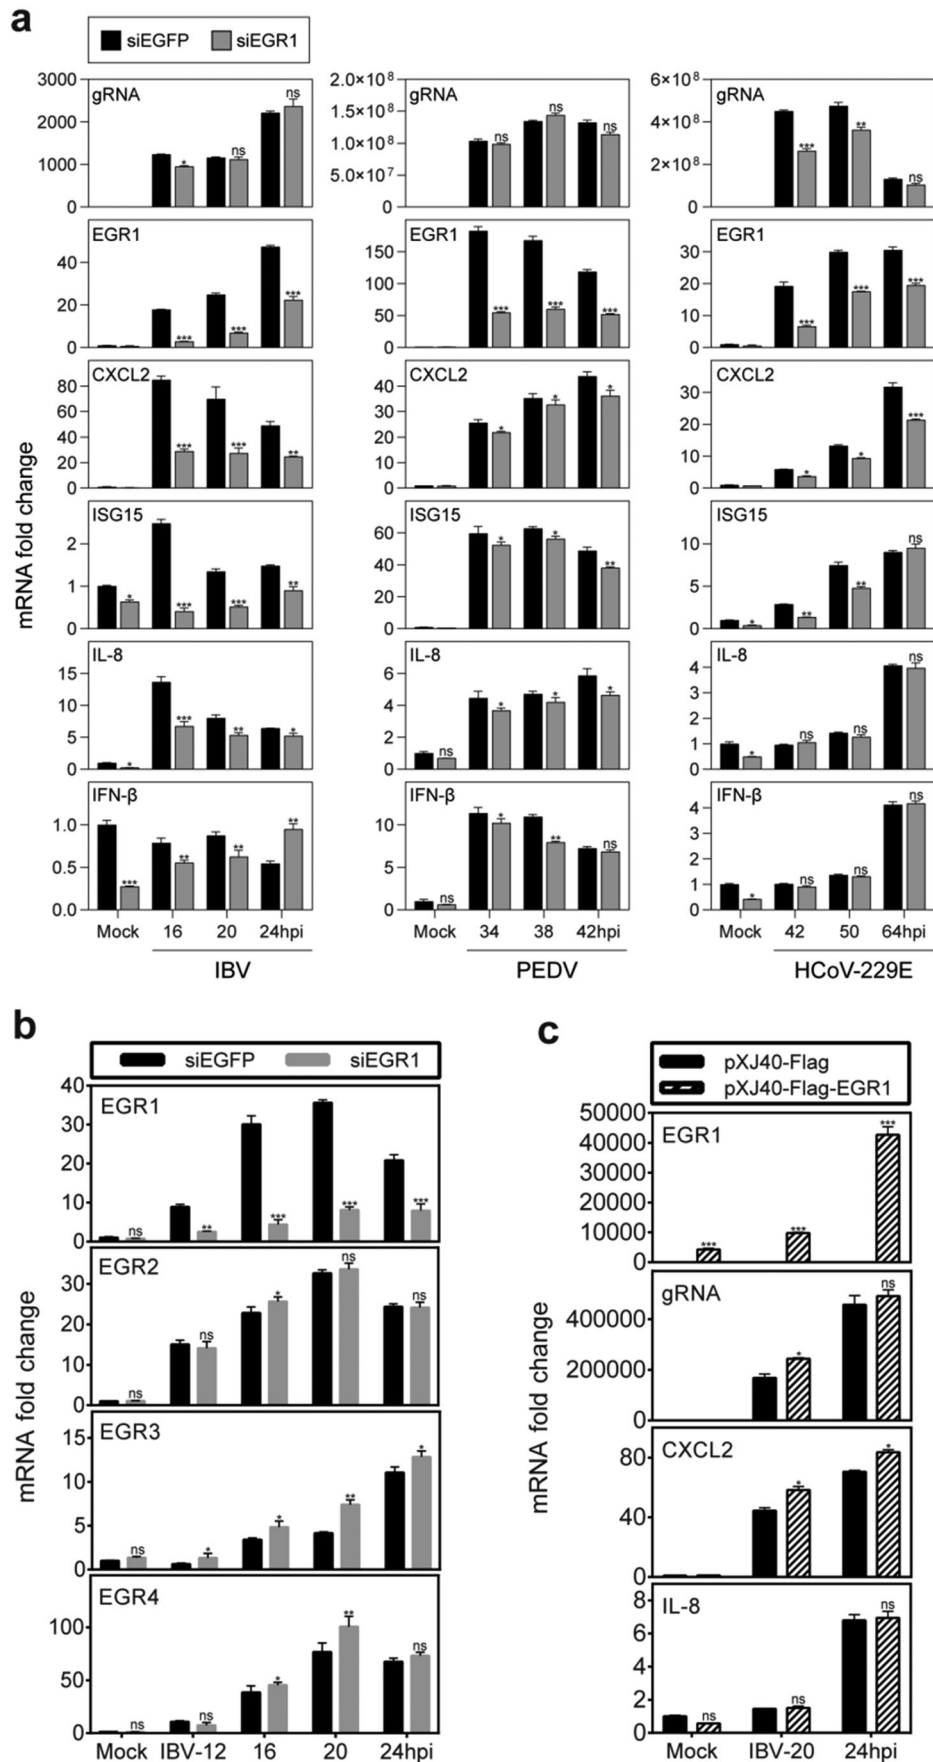 a
siEGFP siEGR1
mRNA fold change
gRNA
3000
2000
1000
0
* ns ns
gRNA
2.0×10⁸
1.5×10⁸
1.0×10⁸
5.0×10⁷
0
ns ns ns
gRNA
6×10⁸
4×10⁸
2×10⁸
0
*** ** ns
EGR1
40
20
0
*** *** ***
EGR1
150
100
50
0
*** *** ***
EGR1
30
20
10
0
*** *** ***
CXCL2
80
60
40
20
0
*** *** **
CXCL2
40
30
20
10
0
* * *
CXCL2
30
20
10
0
* * ***
ISG15
2
1
0
* *** *** **
ISG15
60
40
20
0
* * **
ISG15
10
5
0
* ** ** ns
IL-8
15
10
5
0
* *** ** *
IL-8
6
4
2
0
ns * * *
IL-8
4
3
2
1
0
* ns ns ns
IFN-β
1.0
0.5
0.0
*** ** ** **
IFN-β
15
10
5
0
ns * ** ns
IFN-β
4
3
2
1
0
* ns ns ns
Mock 16 20 24hpi
IBV
Mock 34 38 42hpi
PEDV
Mock 42 50 64hpi
HCoV-229E
b
siEGFP siEGR1
mRNA fold change
EGR1
40
30
20
10
0
ns ** *** *** ***
EGR2
30
20
10
0
ns ns * ns ns
EGR3
15
10
5
0
ns * * ** *
EGR4
100
50
0
ns ns * ** ns
Mock IBV-12 16 20 24hpi
c
pXJ40-Flag
pXJ40-Flag-EGR1
mRNA fold change
EGR1
50000
40000
30000
20000
10000
0
*** *** ***
gRNA
400000
200000
0
* ns
CXCL2
80
40
0
* *
IL-8
8
6
4
2
0
ns ns ns
Mock IBV-20 24hpi